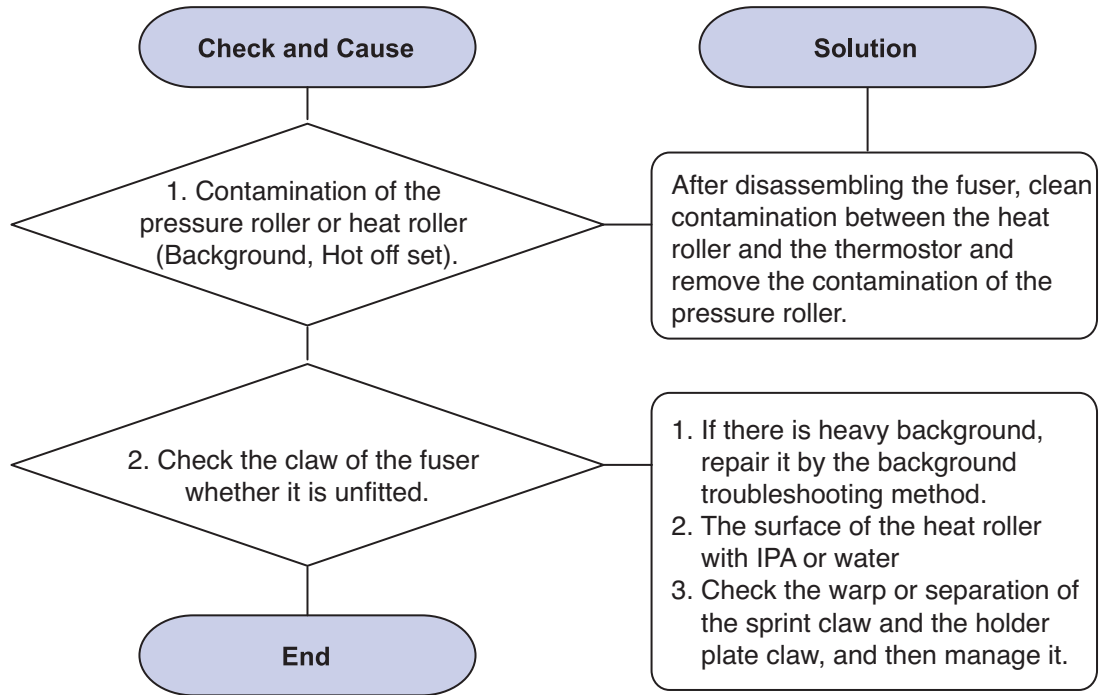 Check and Cause
Solution
1. Contamination of the
pressure roller or heat roller
(Background, Hot off set).
After disassembling the fuser, clean
contamination between the heat
roller and the thermostor and
remove the contamination of the
pressure roller.
2. Check the claw of the fuser
whether it is unfitted.
1. If there is heavy background,
repair it by the background
troubleshooting method.
2. The surface of the heat roller
with IPA or water
3. Check the warp or separation of
the sprint claw and the holder
plate claw, and then manage it.
End